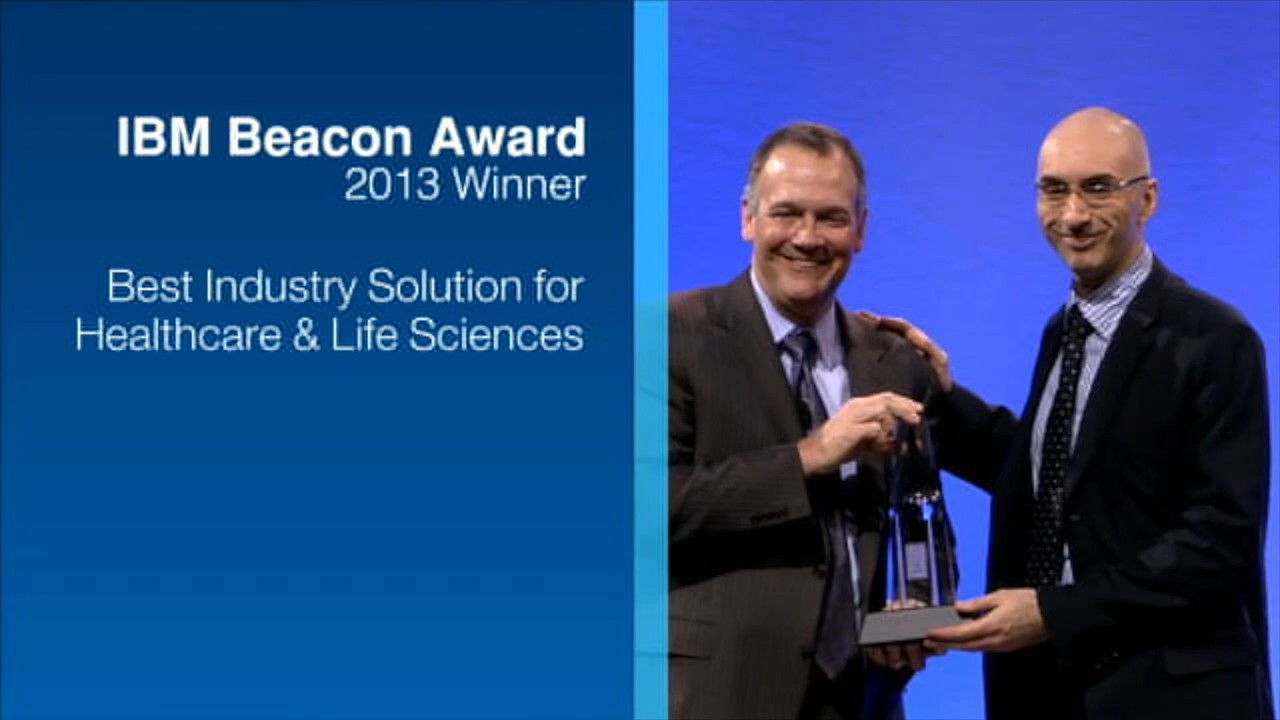 IBM Beacon Award
2013 Winner
Best Industry Solution for
Healthcare & Life Sciences